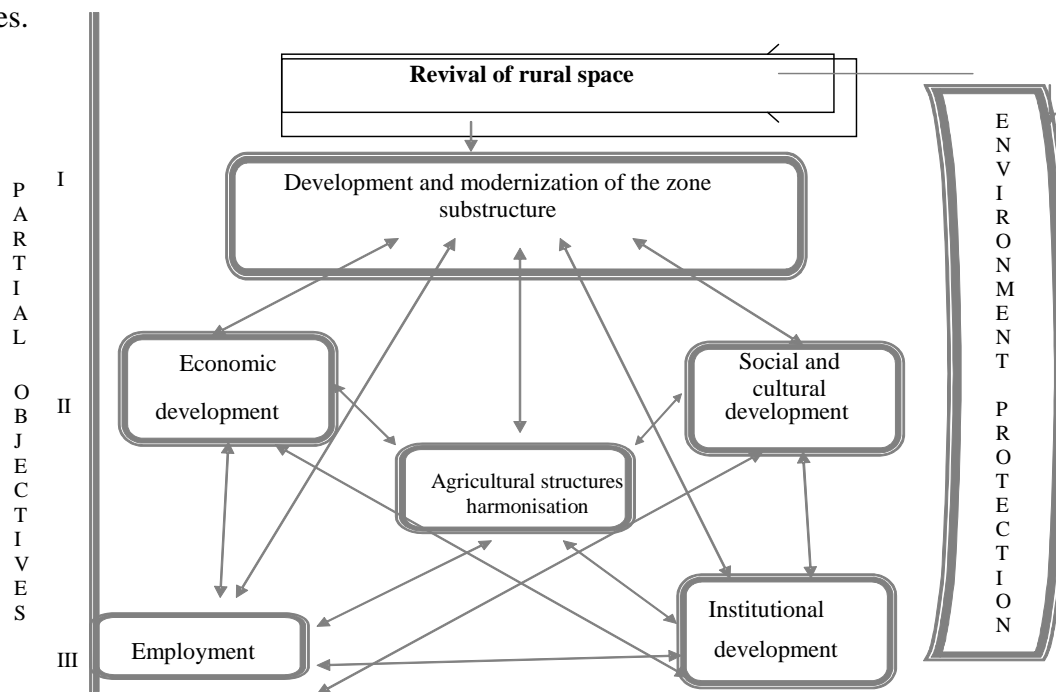 es.
Revival of rural space
I
Development and modernization of the zone
substructure
PARTIAL OBJECTIVES
ENVIRONMENT PROTECTION
II
Economic
development
Social and
cultural
development
Agricultural structures
harmonisation
III
Employment
Institutional
development